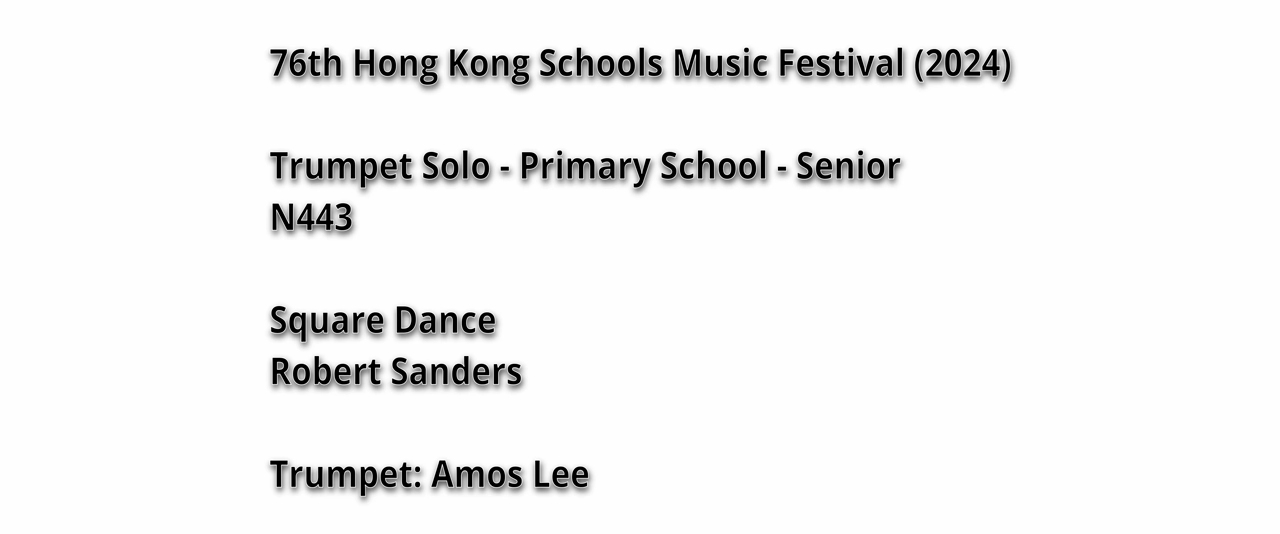 76th Hong Kong Schools Music Festival (2024)
Trumpet Solo - Primary School - Senior
N443
Square Dance
Robert Sanders
Trumpet: Amos Lee